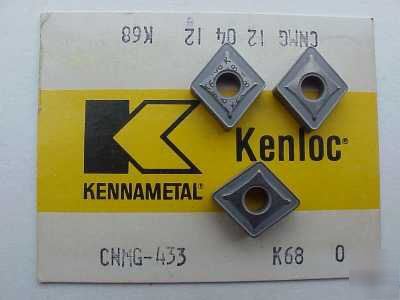 CNMG 12 04 12 K68
KENNAMETAL®
Kenloc®
CNMG-433 K68 0